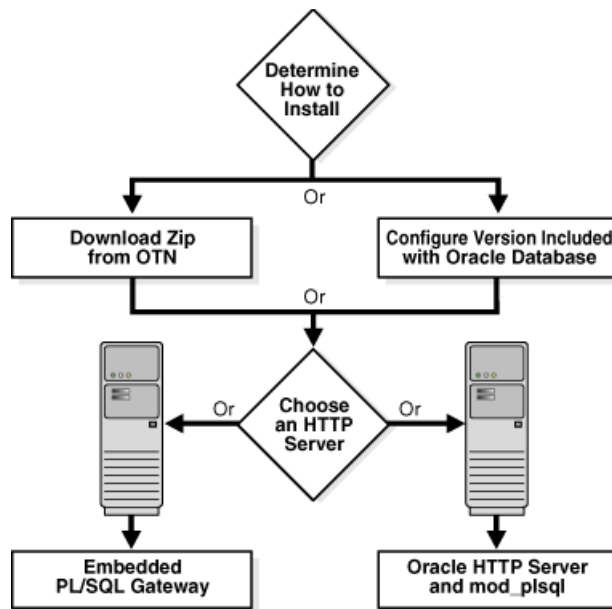 Determine
How to
Install
Or
Download Zip
from OTN
Configure Version Included
with Oracle Database
Or
Or
Choose
an HTTP
Server
Or
Embedded
PL/SQL Gateway
Oracle HTTP Server
and mod_plsql